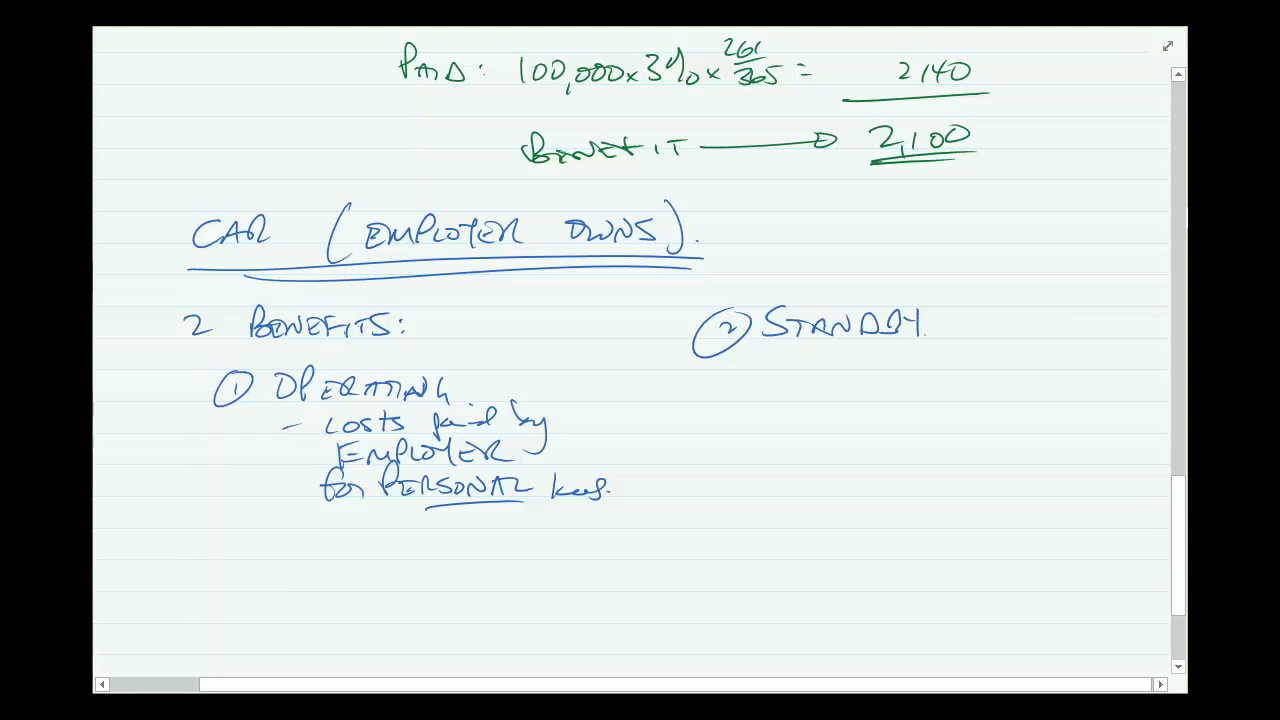 PAID: 100,000 x 3% x 261/365 = 2140
BENEFIT → 2,100
CAR (EMPLOYER OWNS).
2 BENEFITS:
① OPERATING.
- costs paid by
EMPLOYER
for PERSONAL kms.
② STANDBY.